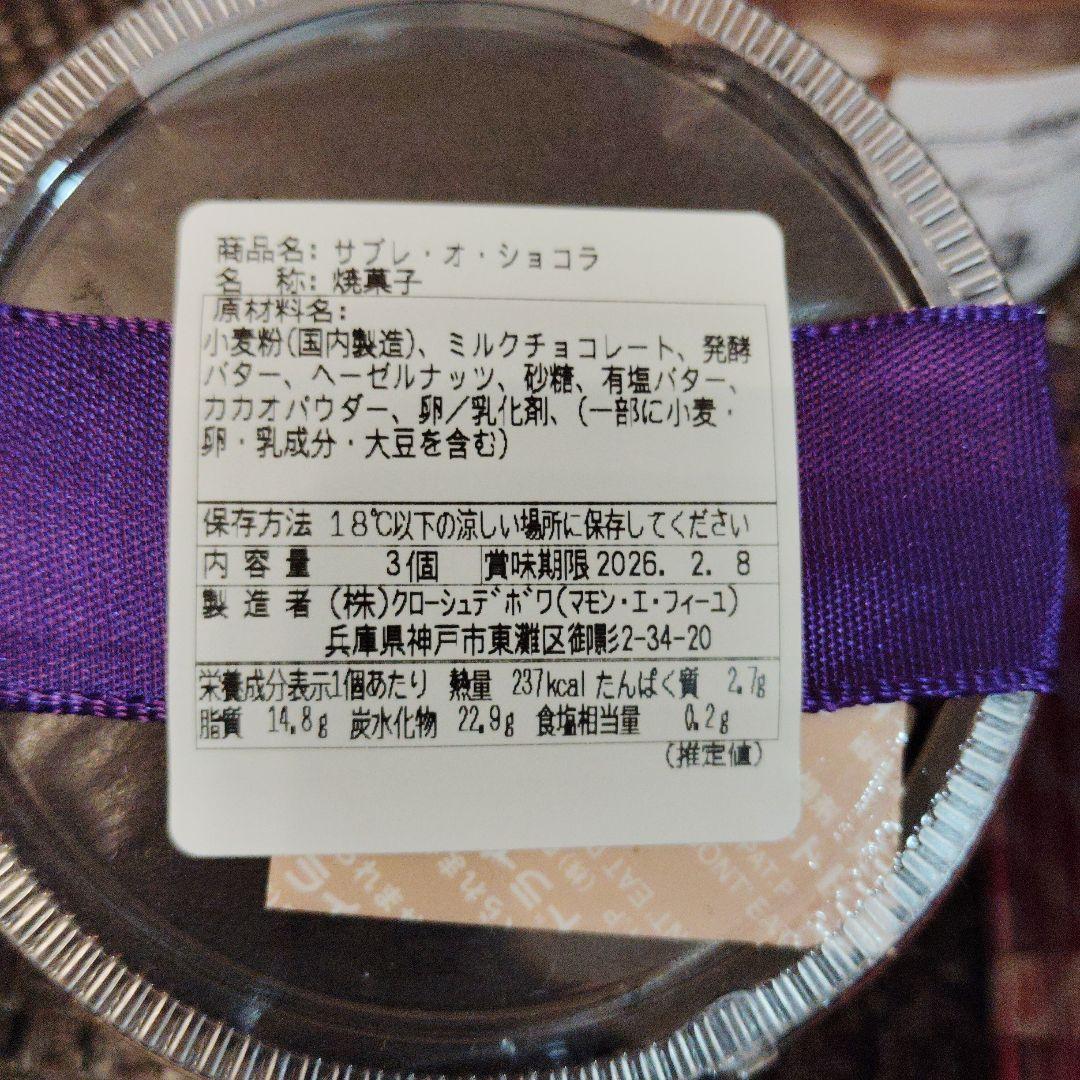 商品名: サブレ・オ・ショコラ
名 称: 焼菓子
原材料名:
小麦粉(国内製造)、ミルクチョコレート、発酵
バター、ヘーゼルナッツ、砂糖、有塩バター、
カカオパウダー、卵/乳化剤、(一部に小麦・
卵・乳成分・大豆を含む)
保存方法 18℃以下の涼しい場所に保存してください
内容量 3個 賞味期限 2026. 2. 8
製造者 (株)クローシュデボワ(マモン・エ・フィーユ)
兵庫県神戸市東灘区御影2-34-20
栄養成分表示1個あたり 熱量 237kcal たんぱく質 2.7g
脂質 14.8g 炭水化物 22.9g 食塩相当量 0.2g
(推定値)